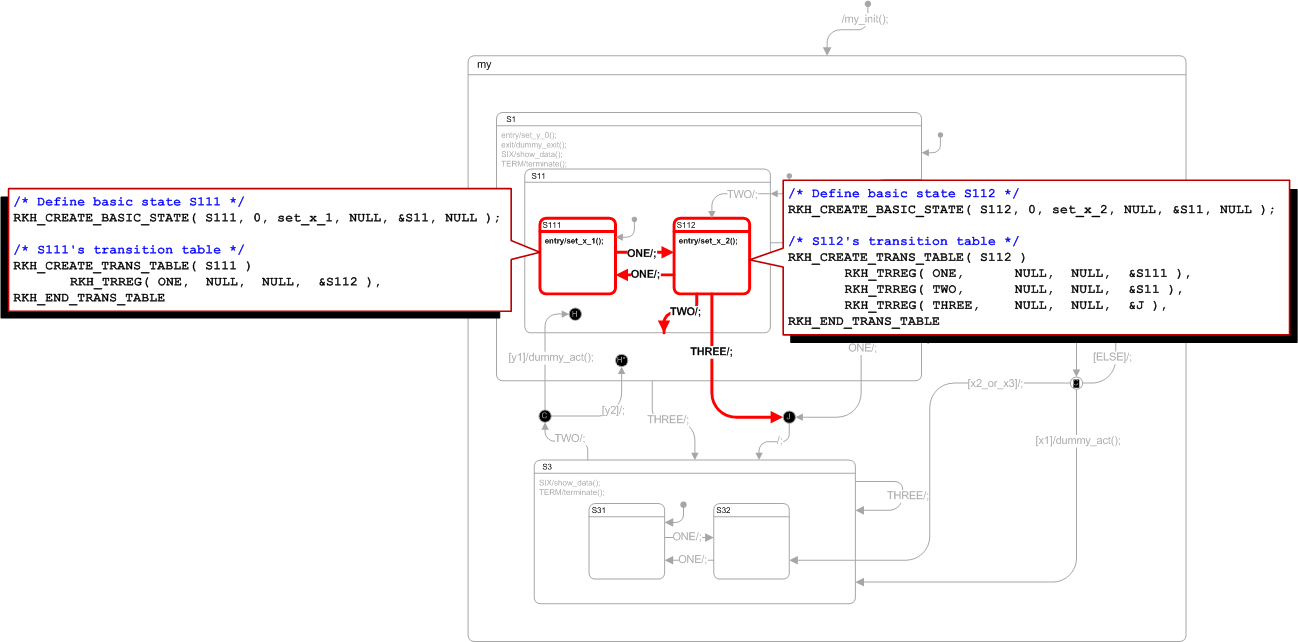 /my_init();
my
S1
entry/set_y_0();
exit/dummy_exit();
SIX/show_data();
TERM/terminate();
S11
/* Define basic state S111 */
RKH_CREATE_BASIC_STATE( S111, 0, set_x_1, NULL, &S11, NULL );
/* S111's transition table */
RKH_CREATE_TRANS_TABLE( S111 )
RKH_TRREG( ONE, NULL, NULL, &S112 ),
RKH_END_TRANS_TABLE
TWO/;
S111
entry/set_x_1();
ONE/;
ONE/;
S112
entry/set_x_2();
/* Define basic state S112 */
RKH_CREATE_BASIC_STATE( S112, 0, set_x_2, NULL, &S11, NULL );
/* S112's transition table */
RKH_CREATE_TRANS_TABLE( S112 )
RKH_TRREG( ONE, NULL, NULL, &S111 ),
RKH_TRREG( TWO, NULL, NULL, &S11 ),
RKH_TRREG( THREE, NULL, NULL, &J ),
RKH_END_TRANS_TABLE
H
TWO/;
THREE/;
ONE/;
[y1]/dummy_act();
H*
[ELSE]/;
[x2_or_x3]/;
[y2]/;
C
THREE/;
J
/;
TWO/;
[x1]/dummy_act();
S3
SIX/show_data();
TERM/terminate();
THREE/;
S31
S32
ONE/;
ONE/;